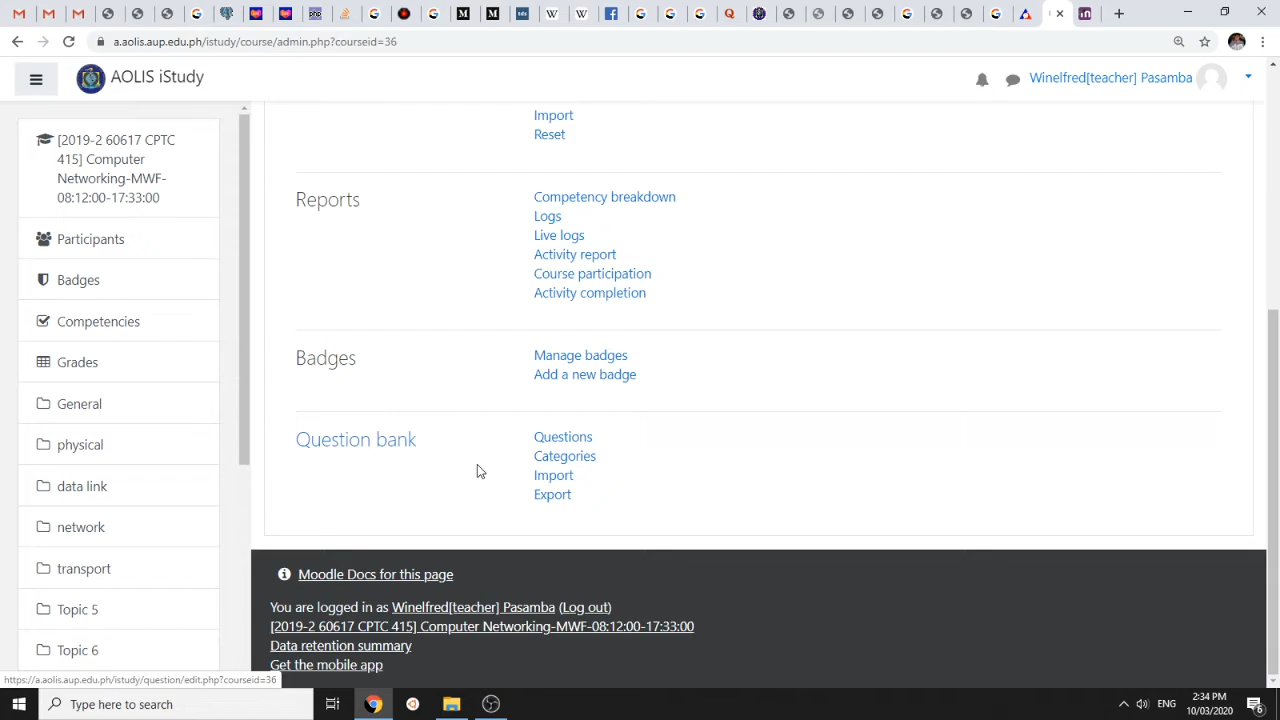 a.aolis.aup.edu.ph/istudy/course/admin.php?courseid=36
AOLIS iStudy
Winelfred[teacher] Pasamba
[2019-2 60617 CPTC
415] Computer
Networking-MWF-
08:12:00-17:33:00
Participants
Badges
Competencies
Grades
General
physical
data link
network
transport
Topic 5
Topic 6
Import
Reset
Reports
Competency breakdown
Logs
Live logs
Activity report
Course participation
Activity completion
Badges
Manage badges
Add a new badge
Question bank
Questions
Categories
Import
Export
Moodle Docs for this page
You are logged in as Winelfred[teacher] Pasamba (Log out)
[2019-2 60617 CPTC 415] Computer Networking-MWF-08:12:00-17:33:00
Data retention summary
Get the mobile app
https://a.aolis.aup.edu.ph/istudy/question/edit.php?courseid=36
Type here to search
ENG
2:34 PM
10/03/2020